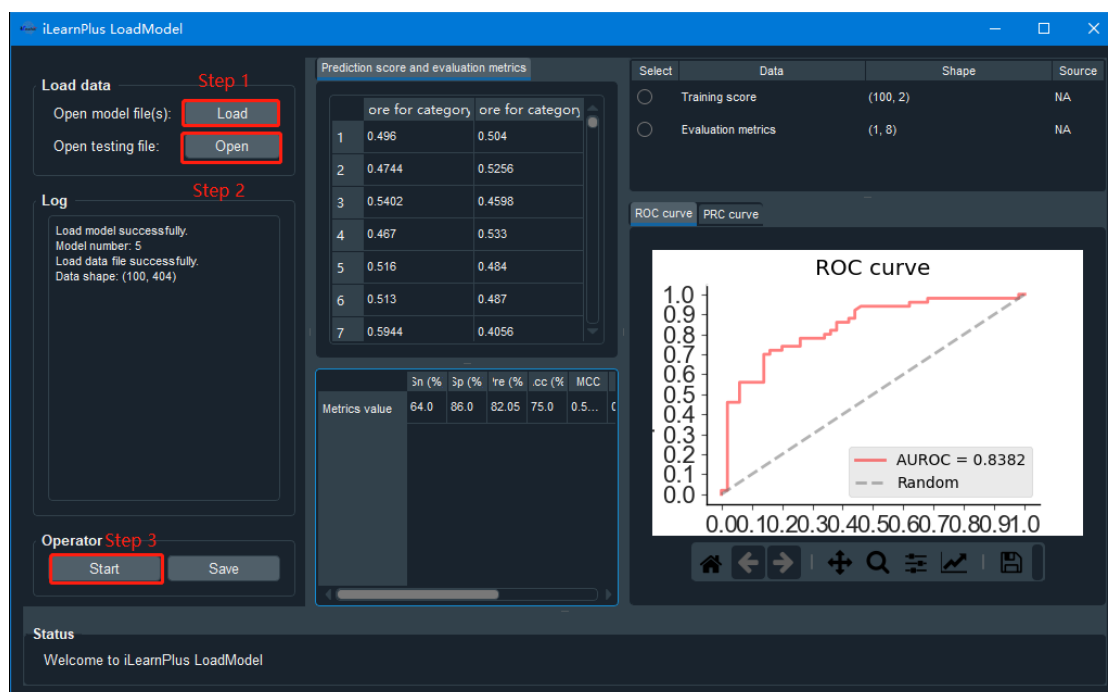 iLearnPlus LoadModel
Load data
Step 1
Open model file(s):
Load
Open testing file:
Open
Step 2
Log
Load model successfully.
Model number: 5
Load data file successfully.
Data shape: (100, 404)
Operator
Step 3
Start
Save
Prediction score and evaluation metrics
ore for category ore for category
1 0.496 0.504
2 0.4744 0.5256
3 0.5402 0.4598
4 0.467 0.533
5 0.516 0.484
6 0.513 0.487
7 0.5944 0.4056
Sn (% Sp (% Pre (% Acc (% MCC
Metrics value 64.0 86.0 82.05 75.0 0.5...
Select Data Shape Source
Training score (100, 2) NA
Evaluation metrics (1, 8) NA
ROC curve PRC curve
ROC curve
1.0
0.9
0.8
0.7
0.6
0.5
0.4
0.3
0.2
0.1
0.0
0.00.10.20.30.40.50.60.70.80.91.0
AUROC = 0.8382
Random
Status
Welcome to iLearnPlus LoadModel